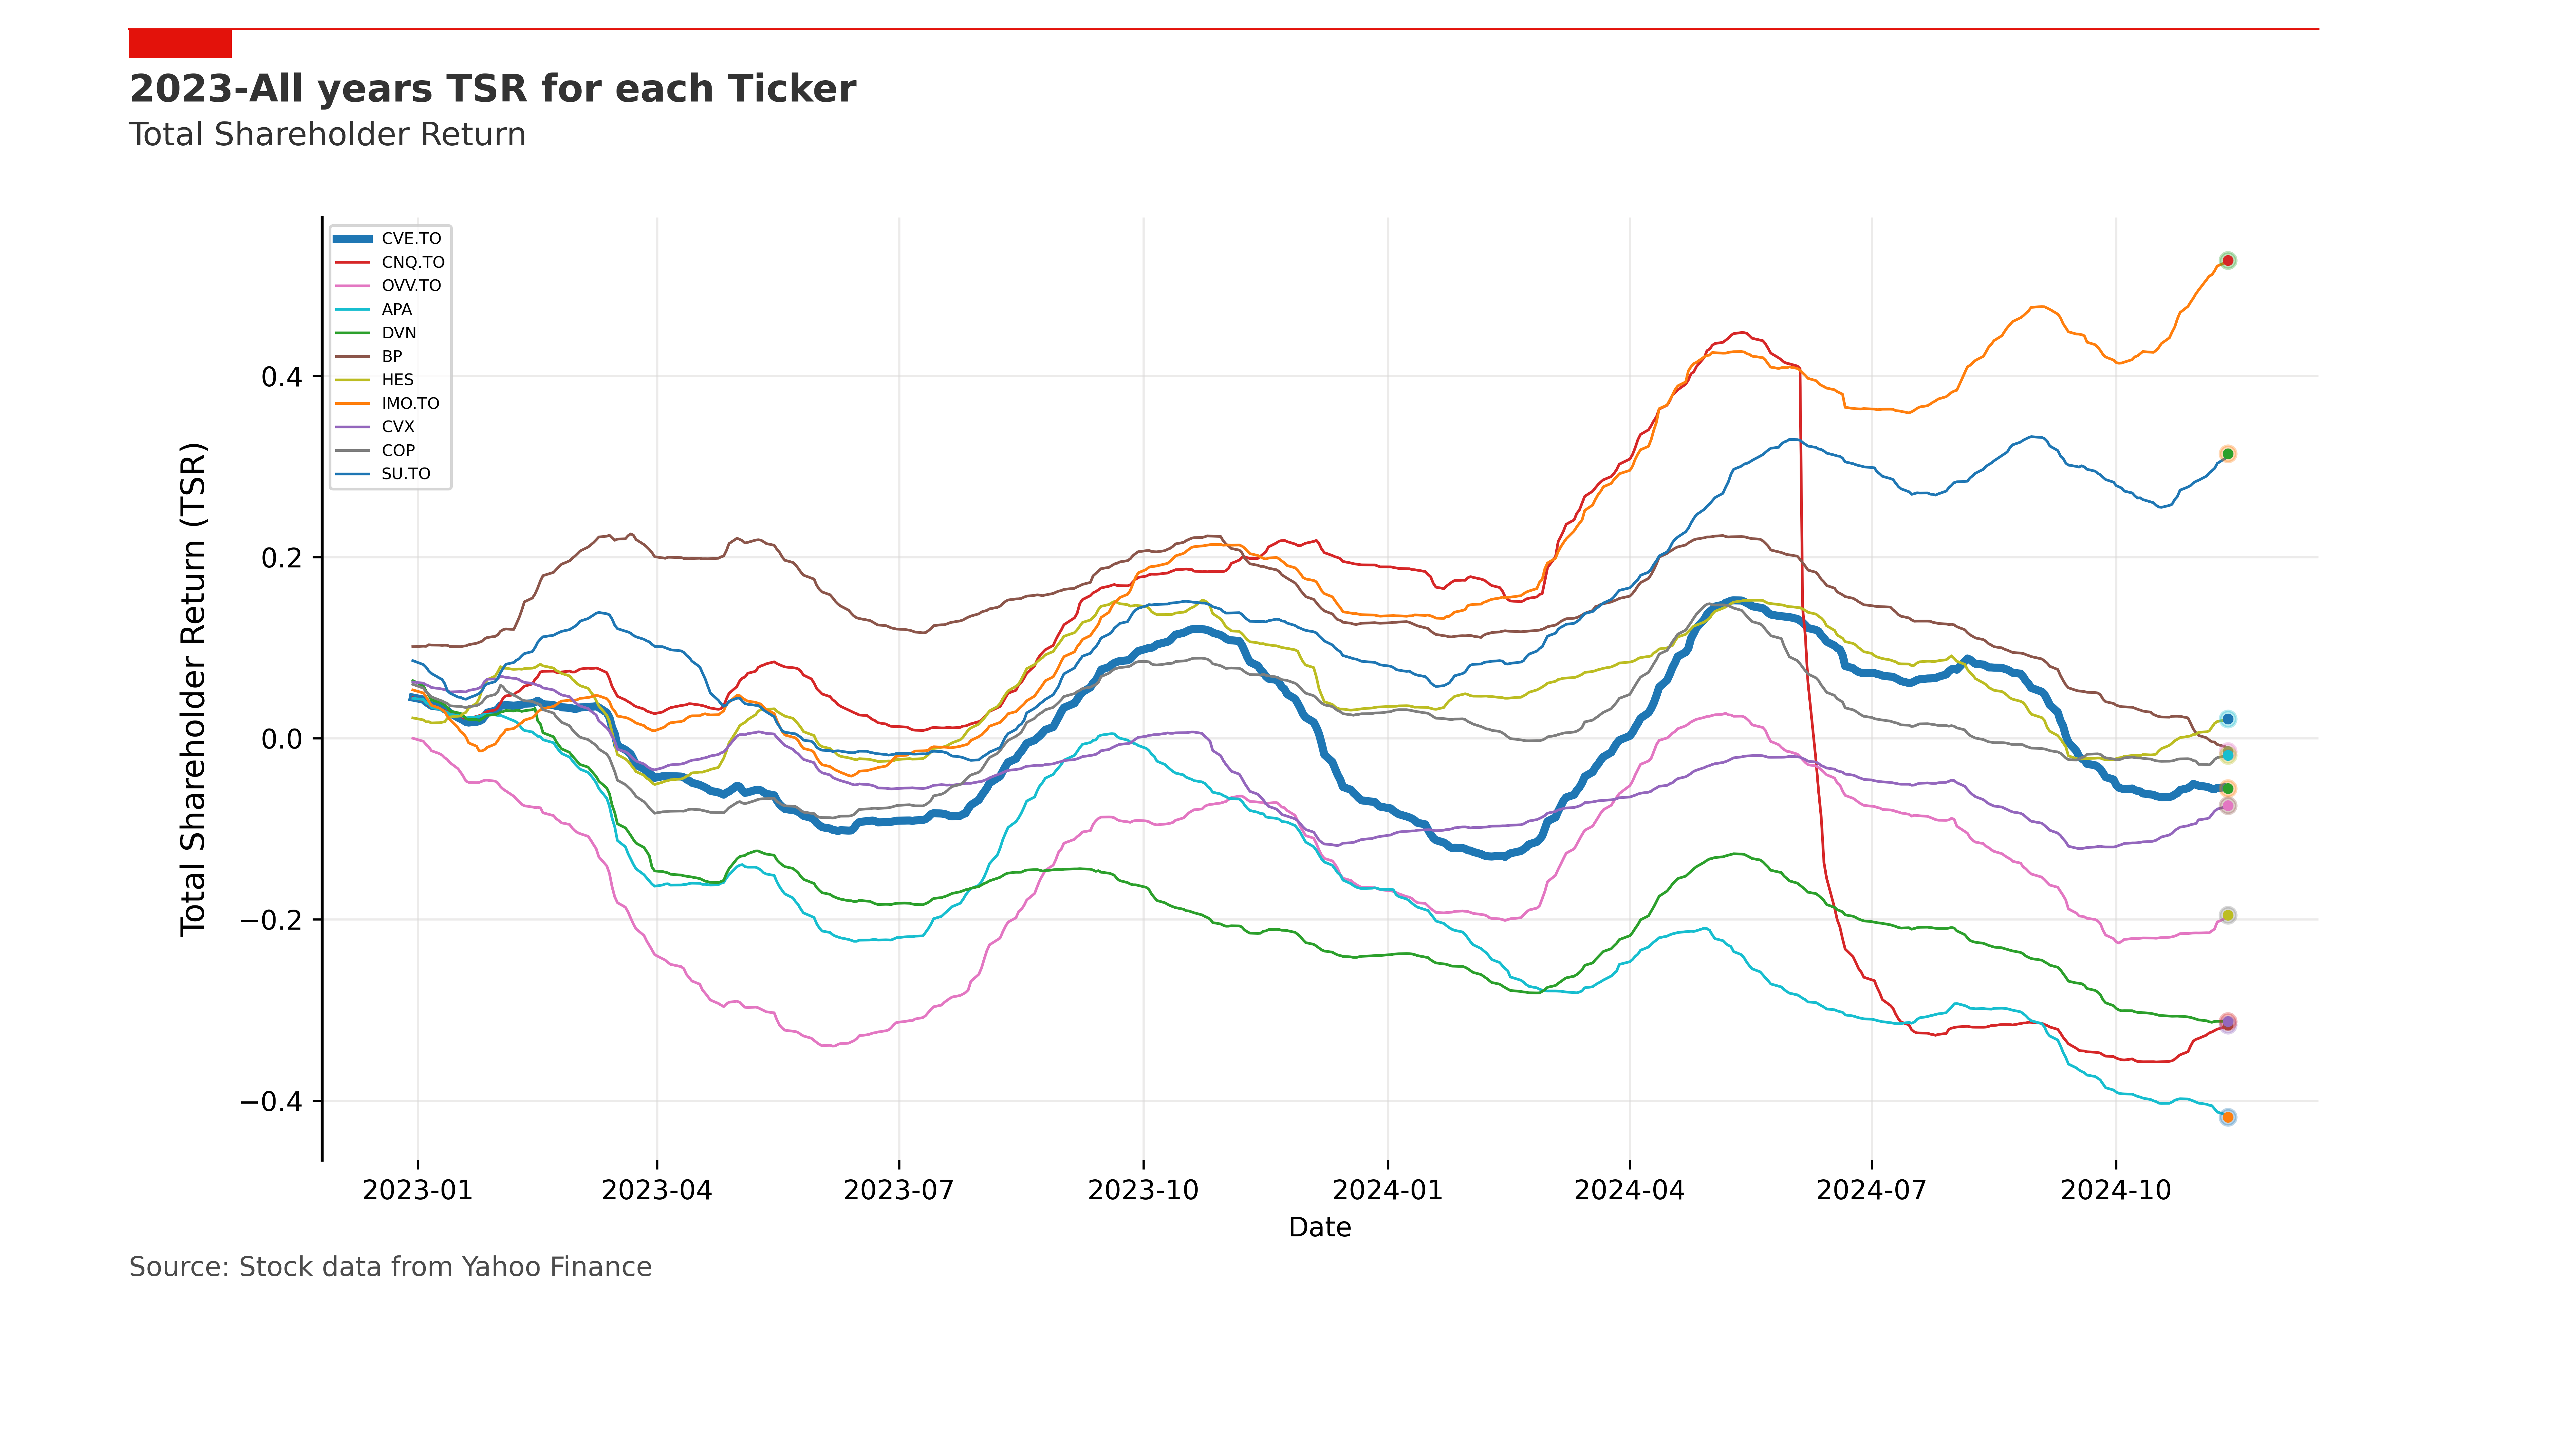 2023-All years TSR for each Ticker
Total Shareholder Return
CVE.TO
CNQ.TO
OVV.TO
APA
DVN
BP
HES
IMO.TO
CVX
COP
SU.TO
Total Shareholder Return (TSR)
0.4
0.2
0.0
−0.2
−0.4
2023-01 2023-04 2023-07 2023-10 2024-01 2024-04 2024-07 2024-10
Date
Source: Stock data from Yahoo Finance